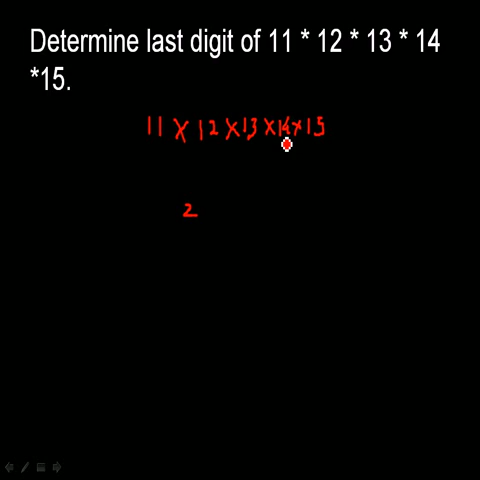 Determine last digit of 11 * 12 * 13 * 14
*15.
11 × 12 × 13 × 14 × 15
2